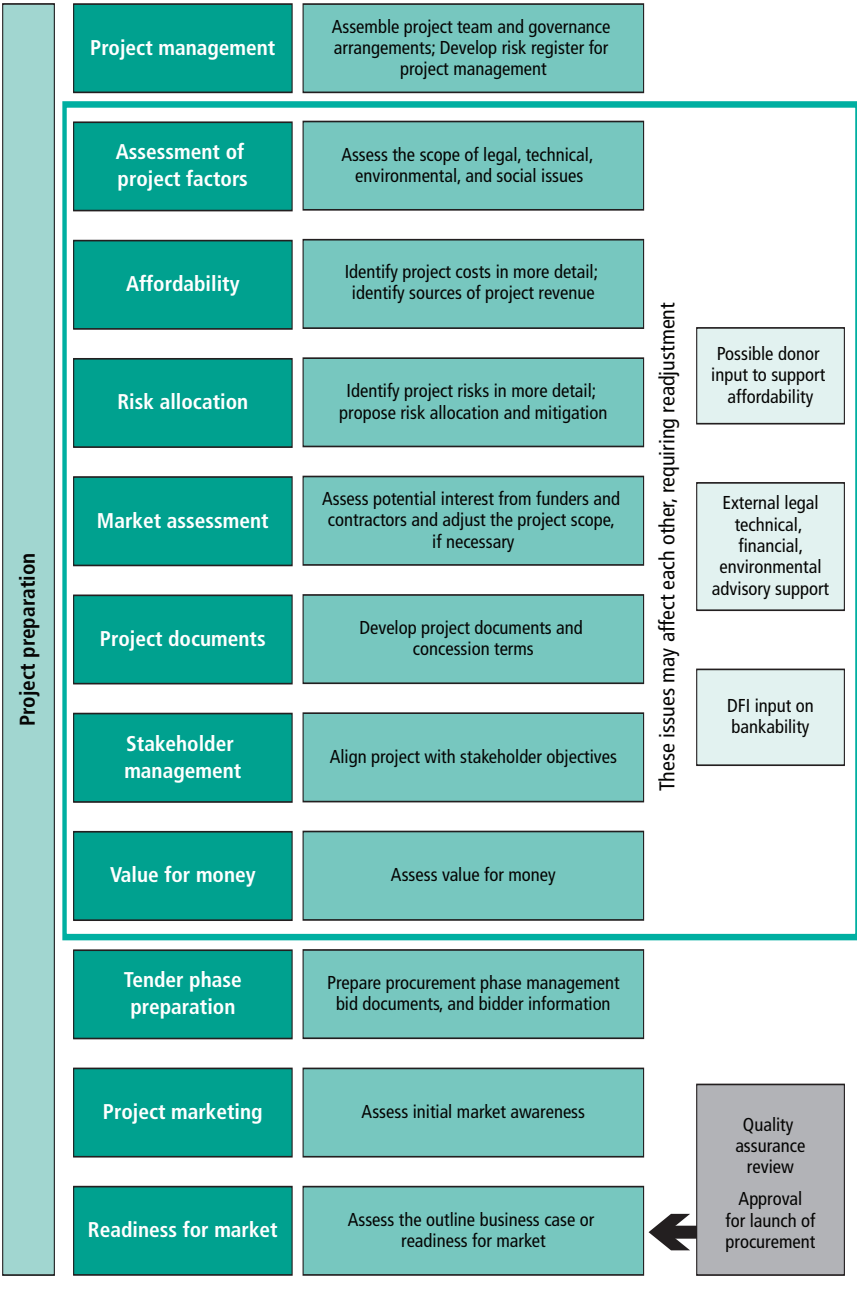 Project preparation
Project management
Assemble project team and governance
arrangements; Develop risk register for
project management
Assessment of
project factors
Assess the scope of legal, technical,
environmental, and social issues
Affordability
Identify project costs in more detail;
identify sources of project revenue
Risk allocation
Identify project risks in more detail;
propose risk allocation and mitigation
Market assessment
Assess potential interest from funders and
contractors and adjust the project scope,
if necessary
Project documents
Develop project documents and
concession terms
Stakeholder
management
Align project with stakeholder objectives
Value for money
Assess value for money
These issues may affect each other, requiring readjustment
Possible donor
input to support
affordability
External legal
technical,
financial,
environmental
advisory support
DFI input on
bankability
Tender phase
preparation
Prepare procurement phase management
bid documents, and bidder information
Project marketing
Assess initial market awareness
Readiness for market
Assess the outline business case or
readiness for market
Quality
assurance
review
Approval
for launch of
procurement